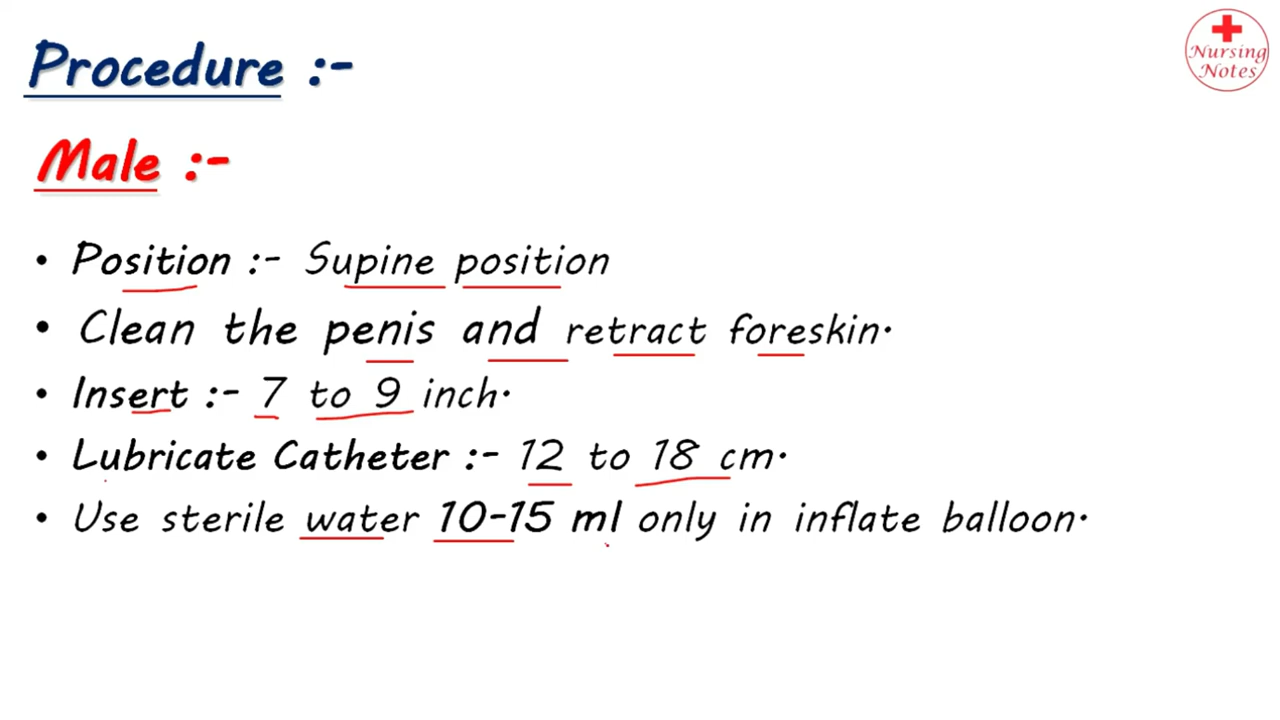 Procedure :-
Nursing
Notes
Male :-
• Position :- Supine position
• Clean the penis and retract foreskin.
• Insert :- 7 to 9 inch.
• Lubricate Catheter :- 12 to 18 cm.
• Use sterile water 10-15 ml only in inflate balloon.